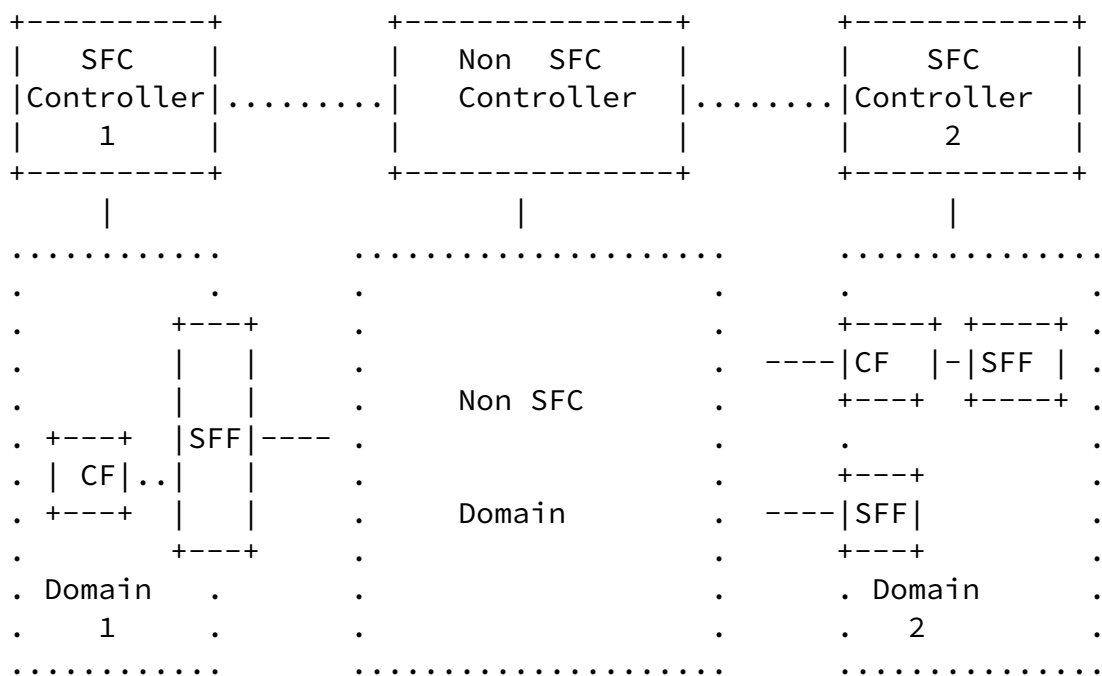 SFC Non SFC SFC
Controller Controller Controller
1 2
CF SFF
Non SFC
SFF
CF
Domain SFF
Domain Domain
1 2